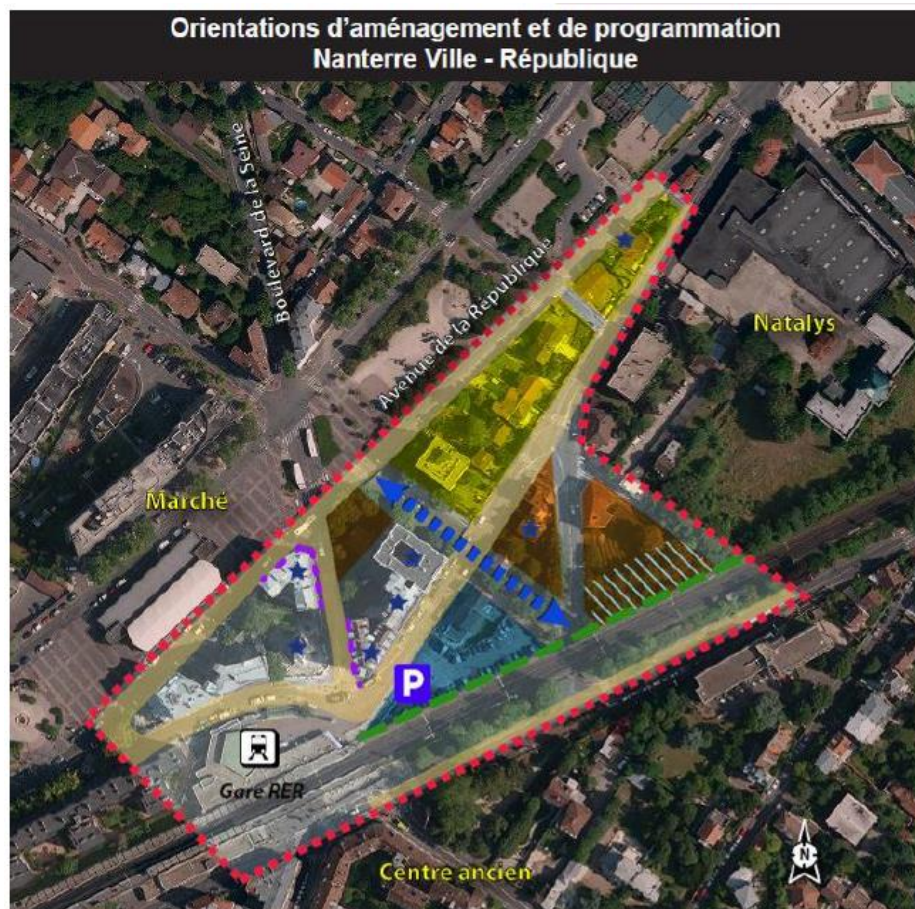 Orientations d'aménagement et de programmation
Nanterre Ville - République
Boulevard de la Seine
Avenue de la République
Natalys
Marché
P
Gare RER
Centre ancien
N